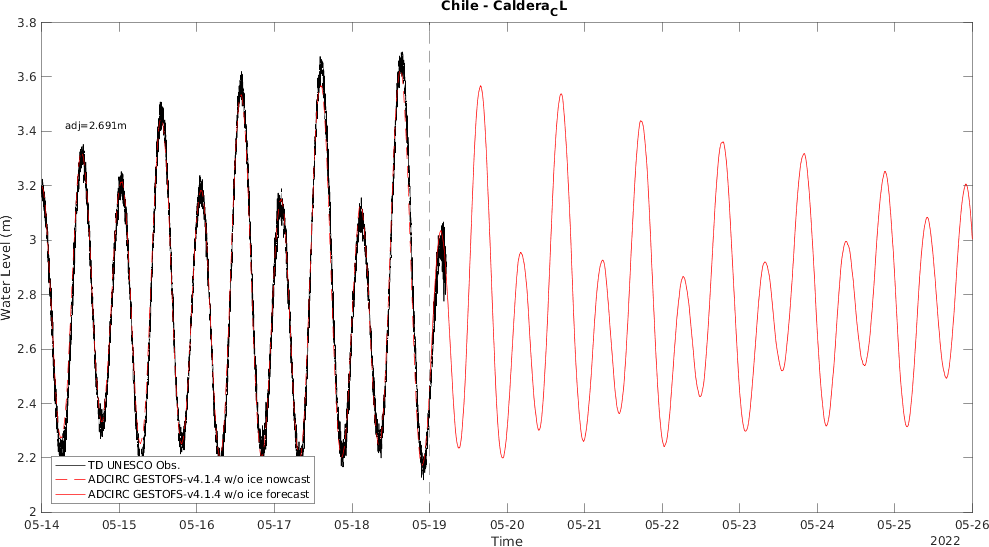 Chile - Caldera_CL
3.8
3.6
3.4
3.2
3
2.8
2.6
2.4
2.2
2
Water Level (m)
adj=2.691m
TD UNESCO Obs.
ADCIRC GESTOFS-v4.1.4 w/o ice nowcast
ADCIRC GESTOFS-v4.1.4 w/o ice forecast
05-14 05-15 05-16 05-17 05-18 05-19 05-20 05-21 05-22 05-23 05-24 05-25 05-26
Time
2022